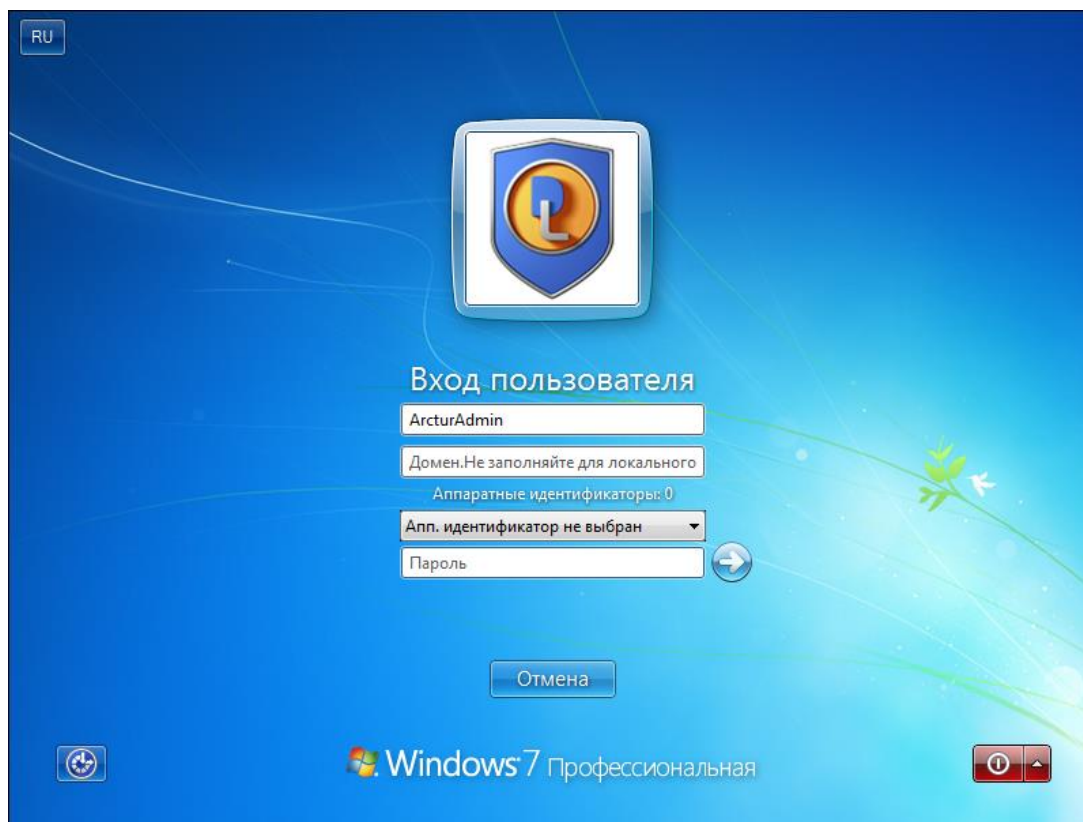 RU
DL
Вход пользователя
ArcturAdmin
Домен.Не заполняйте для локального
Аппаратные идентификаторы: 0
Апп. идентификатор не выбран
Пароль
Отмена
Windows 7 Профессиональная